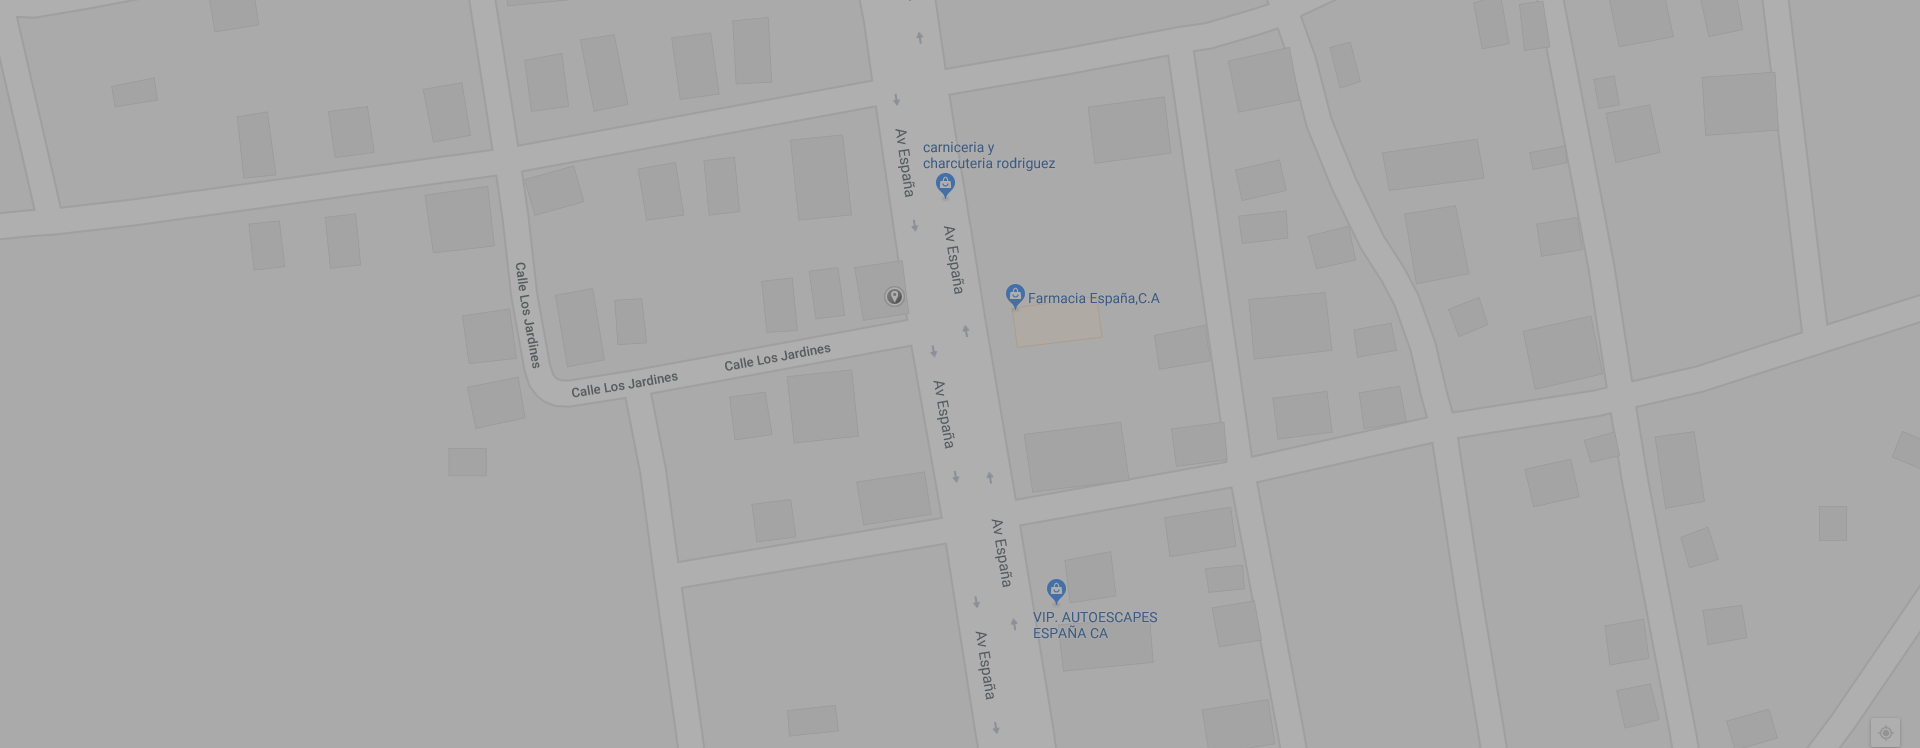 Av España
carniceria y
charcuteria rodriguez
Av España
Calle Los Jardines
Farmacia España,C.A
Calle Los Jardines
Calle Los Jardines
Av España
Av España
VIP. AUTOESCAPES
ESPAÑA CA
Av España